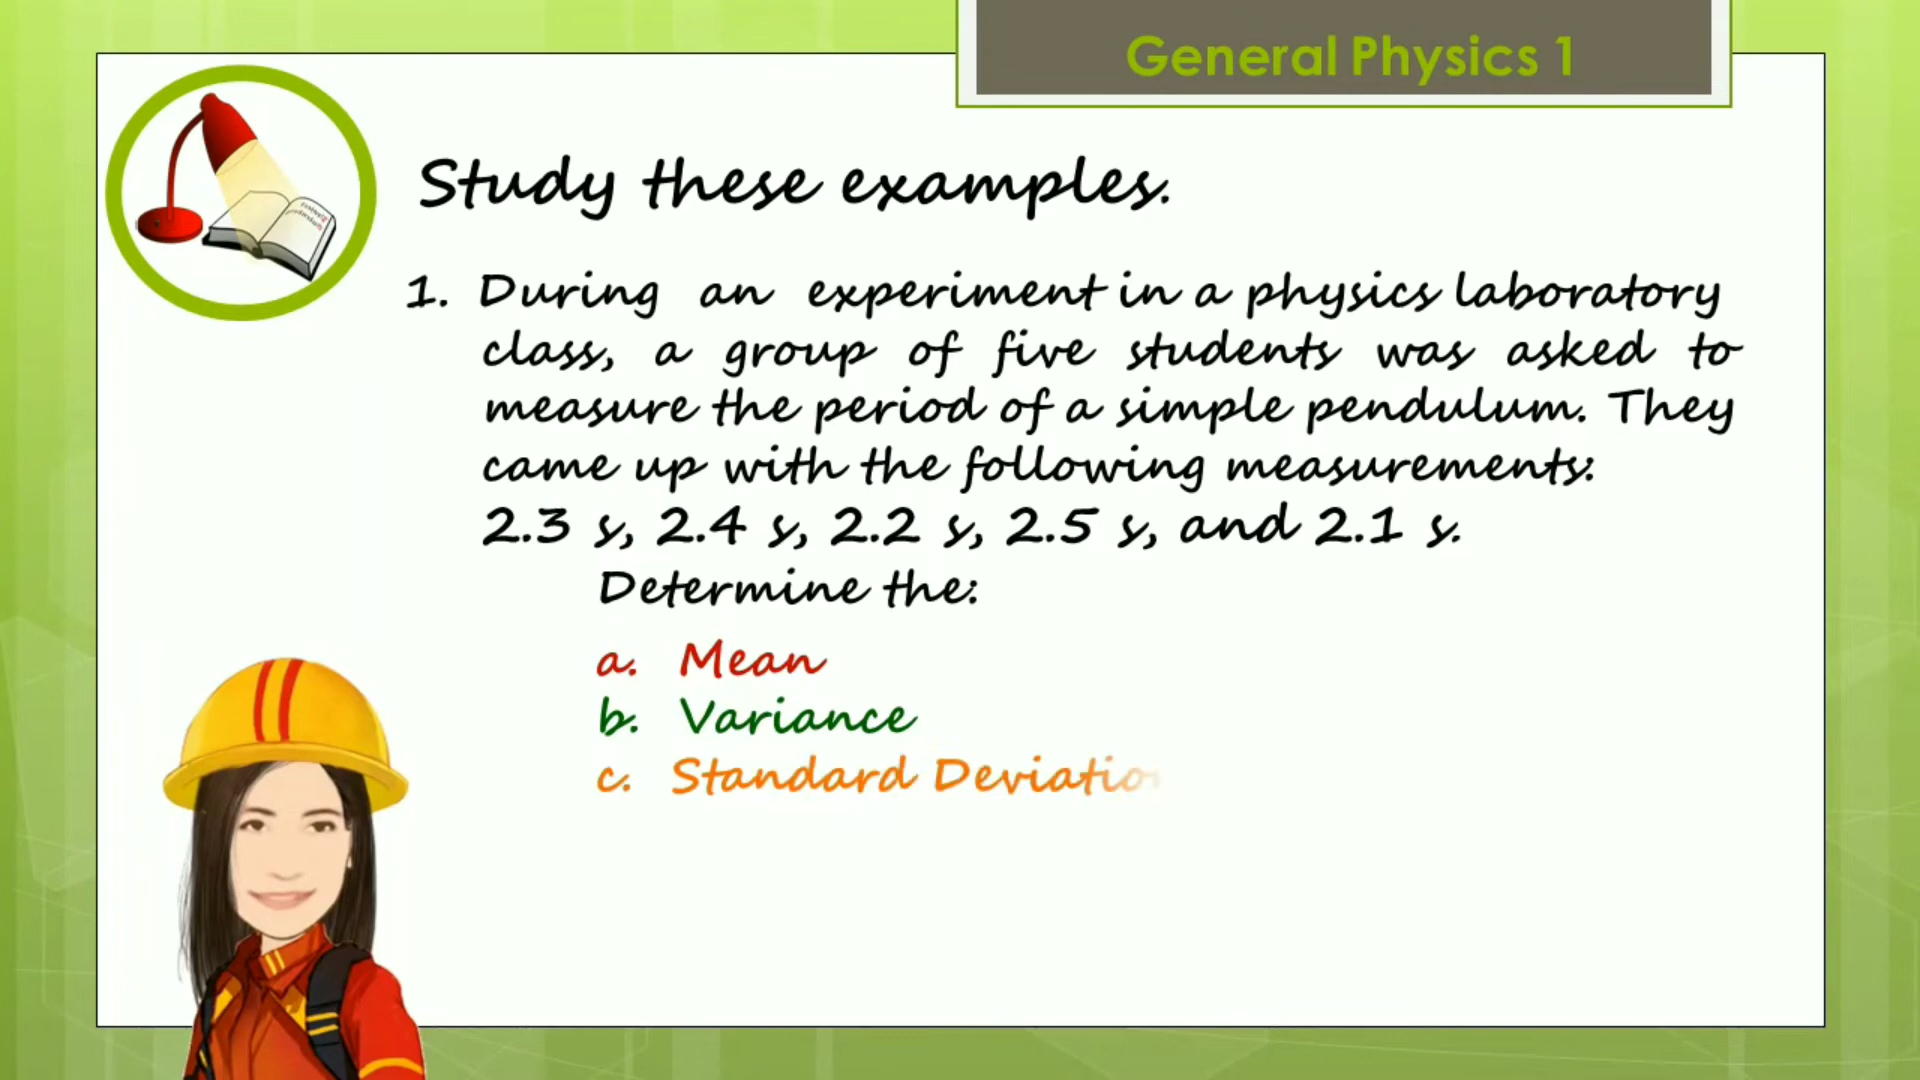 General Physics 1
Study these examples.
1. During an experiment in a physics laboratory
class, a group of five students was asked to
measure the period of a simple pendulum. They
came up with the following measurements:
2.3 s, 2.4 s, 2.2 s, 2.5 s, and 2.1 s.
Determine the:
a. Mean
b. Variance
c. Standard Deviation